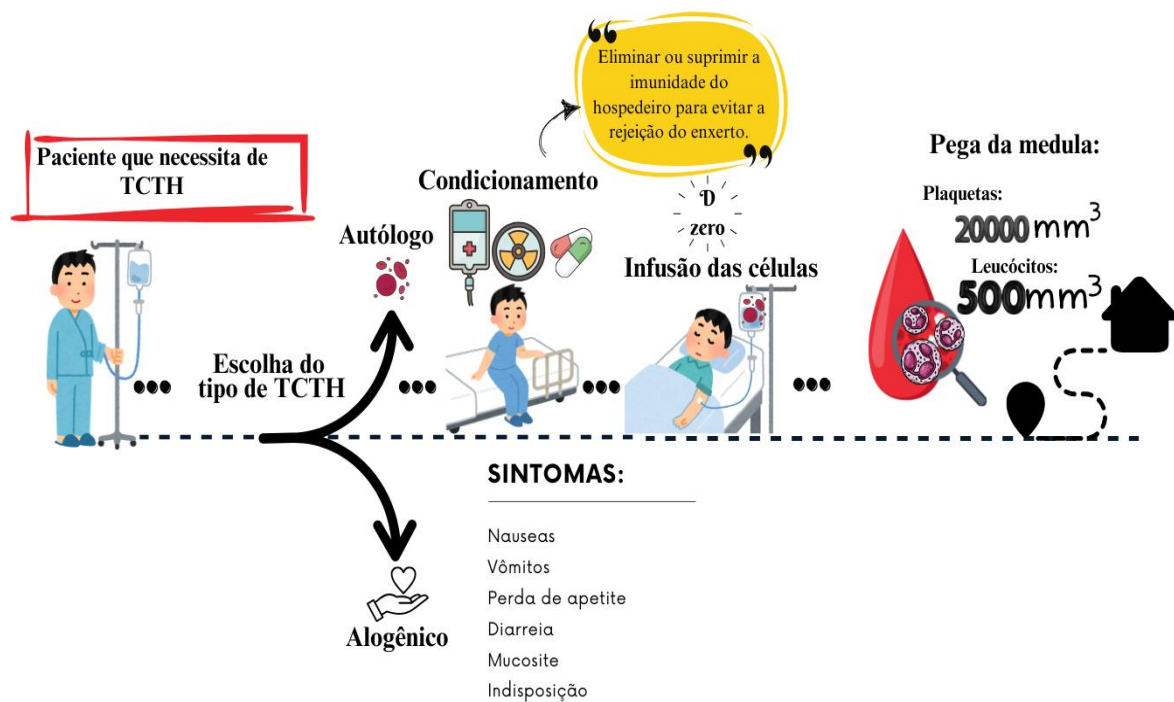 Paciente que necessita de
TCTH
Escolha do
tipo de TCTH
Autólogo
Alogênico
Condicionamento
“
Eliminar ou suprimir a
imunidade do
hospedeiro para evitar a
rejeição do enxerto.
”
D
zero
Infusão das células
Pega da medula:
Plaquetas:
20000 mm³
Leucócitos:
500mm³
SINTOMAS:
Nauseas
Vômitos
Perda de apetite
Diarreia
Mucosite
Indisposição